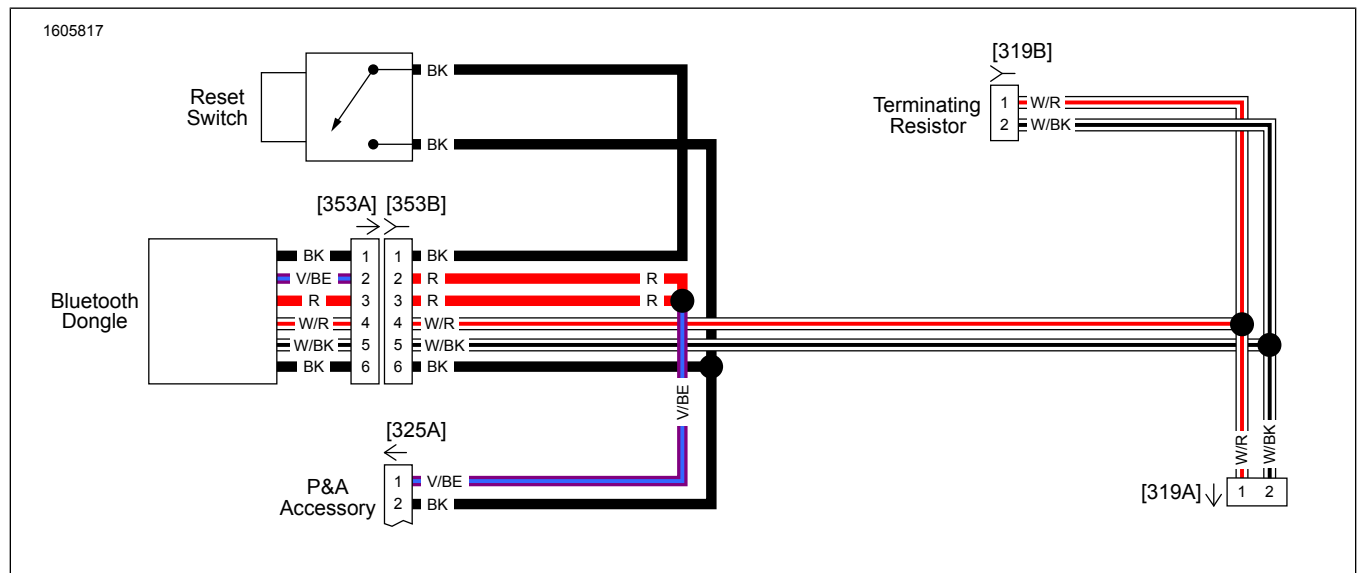 1605817
Reset
Switch
BK
BK
[319B]
Terminating
Resistor
1 W/R
2 W/BK
[353A] [353B]
Bluetooth
Dongle
BK 1 1 BK
V/BE 2 2 R R
R 3 3 R R
W/R 4 4 W/R
W/BK 5 5 W/BK
BK 6 6 BK
V/BE
W/R
W/BK
[325A]
P&A
Accessory
1 V/BE
2 BK
[319A]
1 2